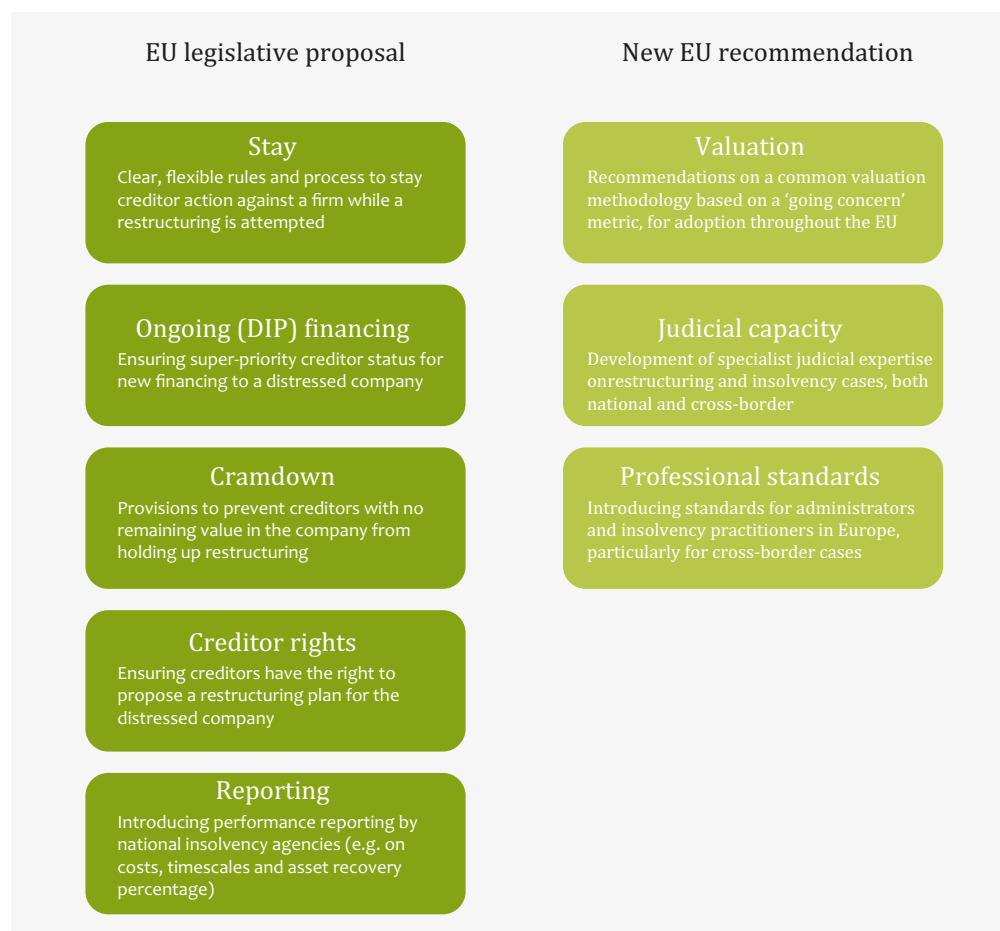 EU legislative proposal
Stay
Clear, flexible rules and process to stay
creditor action against a firm while a
restructuring is attempted
Ongoing (DIP) financing
Ensuring super-priority creditor status for
new financing to a distressed company
Cramdown
Provisions to prevent creditors with no
remaining value in the company from
holding up restructuring
Creditor rights
Ensuring creditors have the right to
propose a restructuring plan for the
distressed company
Reporting
Introducing performance reporting by
national insolvency agencies (e.g. on
costs, timescales and asset recovery
percentage)
New EU recommendation
Valuation
Recommendations on a common valuation
methodology based on a ‘going concern’
metric, for adoption throughout the EU
Judicial capacity
Development of specialist judicial expertise
onrestructuring and insolvency cases, both
national and cross-border
Professional standards
Introducing standards for administrators
and insolvency practitioners in Europe,
particularly for cross-border cases